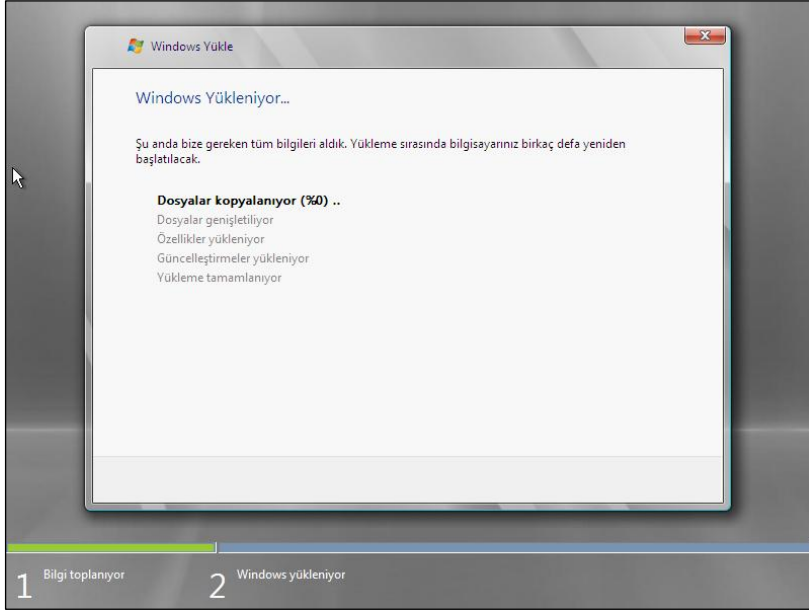 Windows Yükle
Windows Yükleniyor...
Şu anda bize gereken tüm bilgileri aldık. Yükleme sırasında bilgisayarınız birkaç defa yeniden
başlatılacak.
Dosyalar kopyalanıyor (%0) ..
Dosyalar genişletiliyor
Özellikler yükleniyor
Güncelleştirmeler yükleniyor
Yükleme tamamlanıyor
1 Bilgi toplanıyor 2 Windows yükleniyor